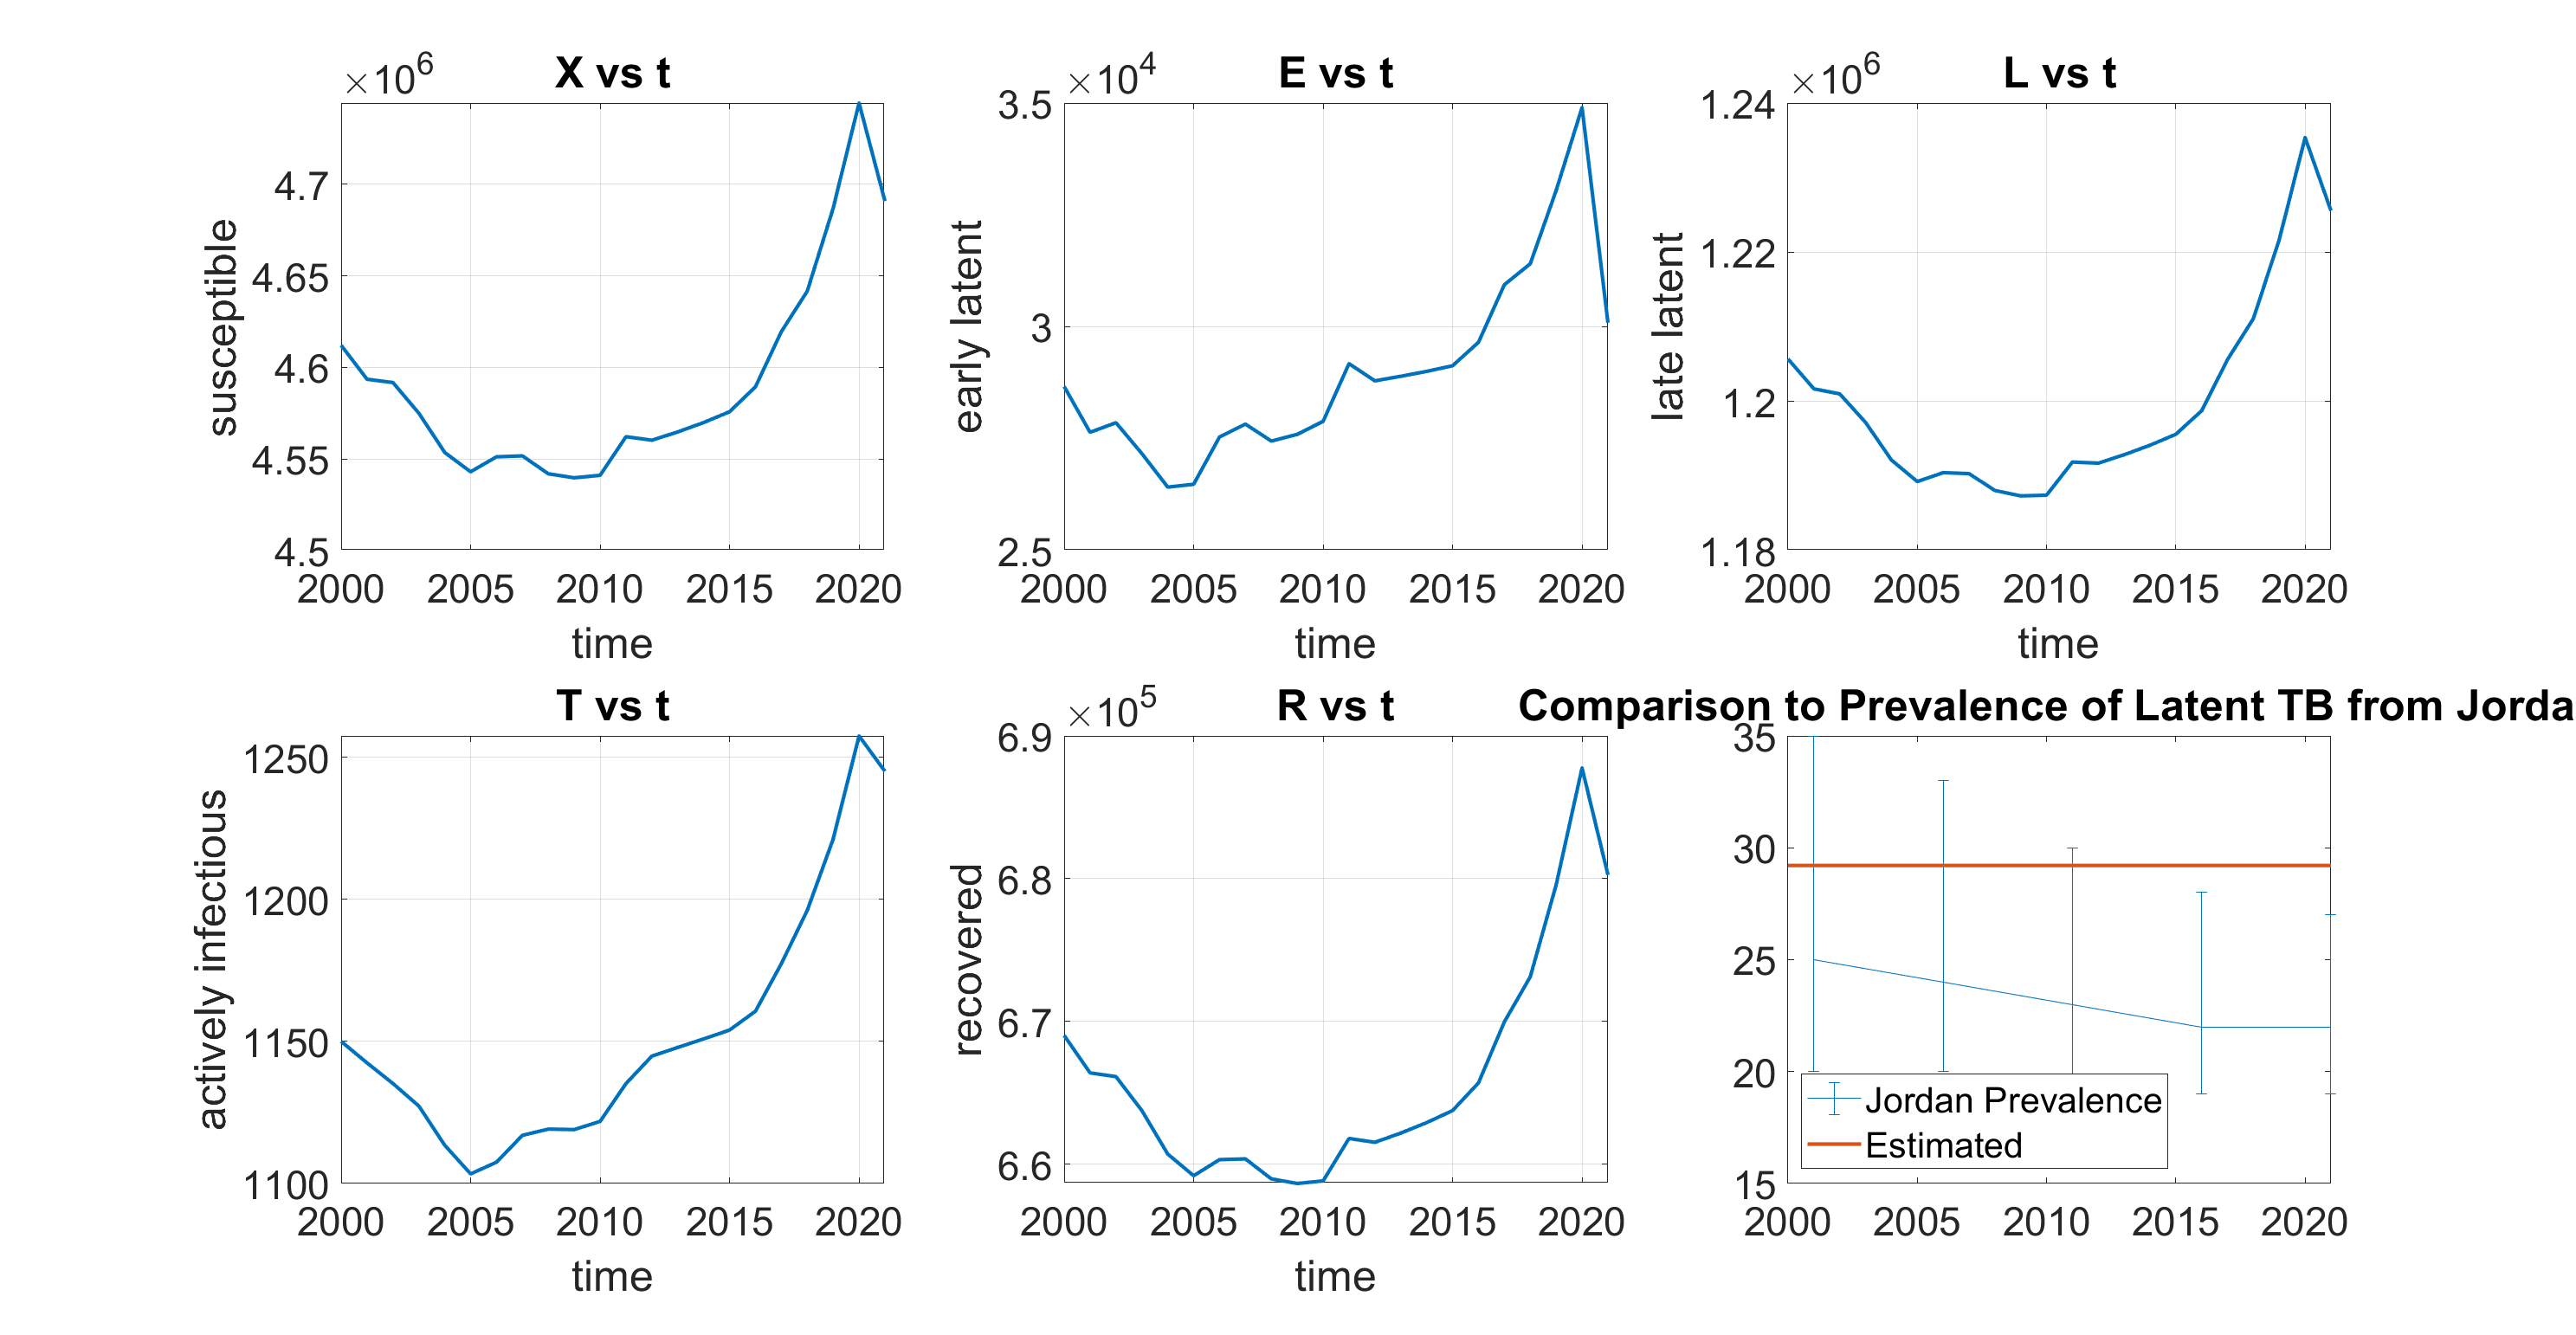 X vs t
×10^6
4.7
4.65
4.6
4.55
4.5
susceptible
2000 2005 2010 2015 2020
time
E vs t
×10^4
3.5
3
2.5
early latent
2000 2005 2010 2015 2020
time
L vs t
×10^6
1.24
1.22
1.2
1.18
late latent
2000 2005 2010 2015 2020
time
T vs t
1250
1200
1150
1100
actively infectious
2000 2005 2010 2015 2020
time
R vs t
×10^5
6.9
6.8
6.7
6.6
recovered
2000 2005 2010 2015 2020
time
Comparison to Prevalence of Latent TB from Jorda
35
30
25
20
15
Jordan Prevalence
Estimated
2000 2005 2010 2015 2020